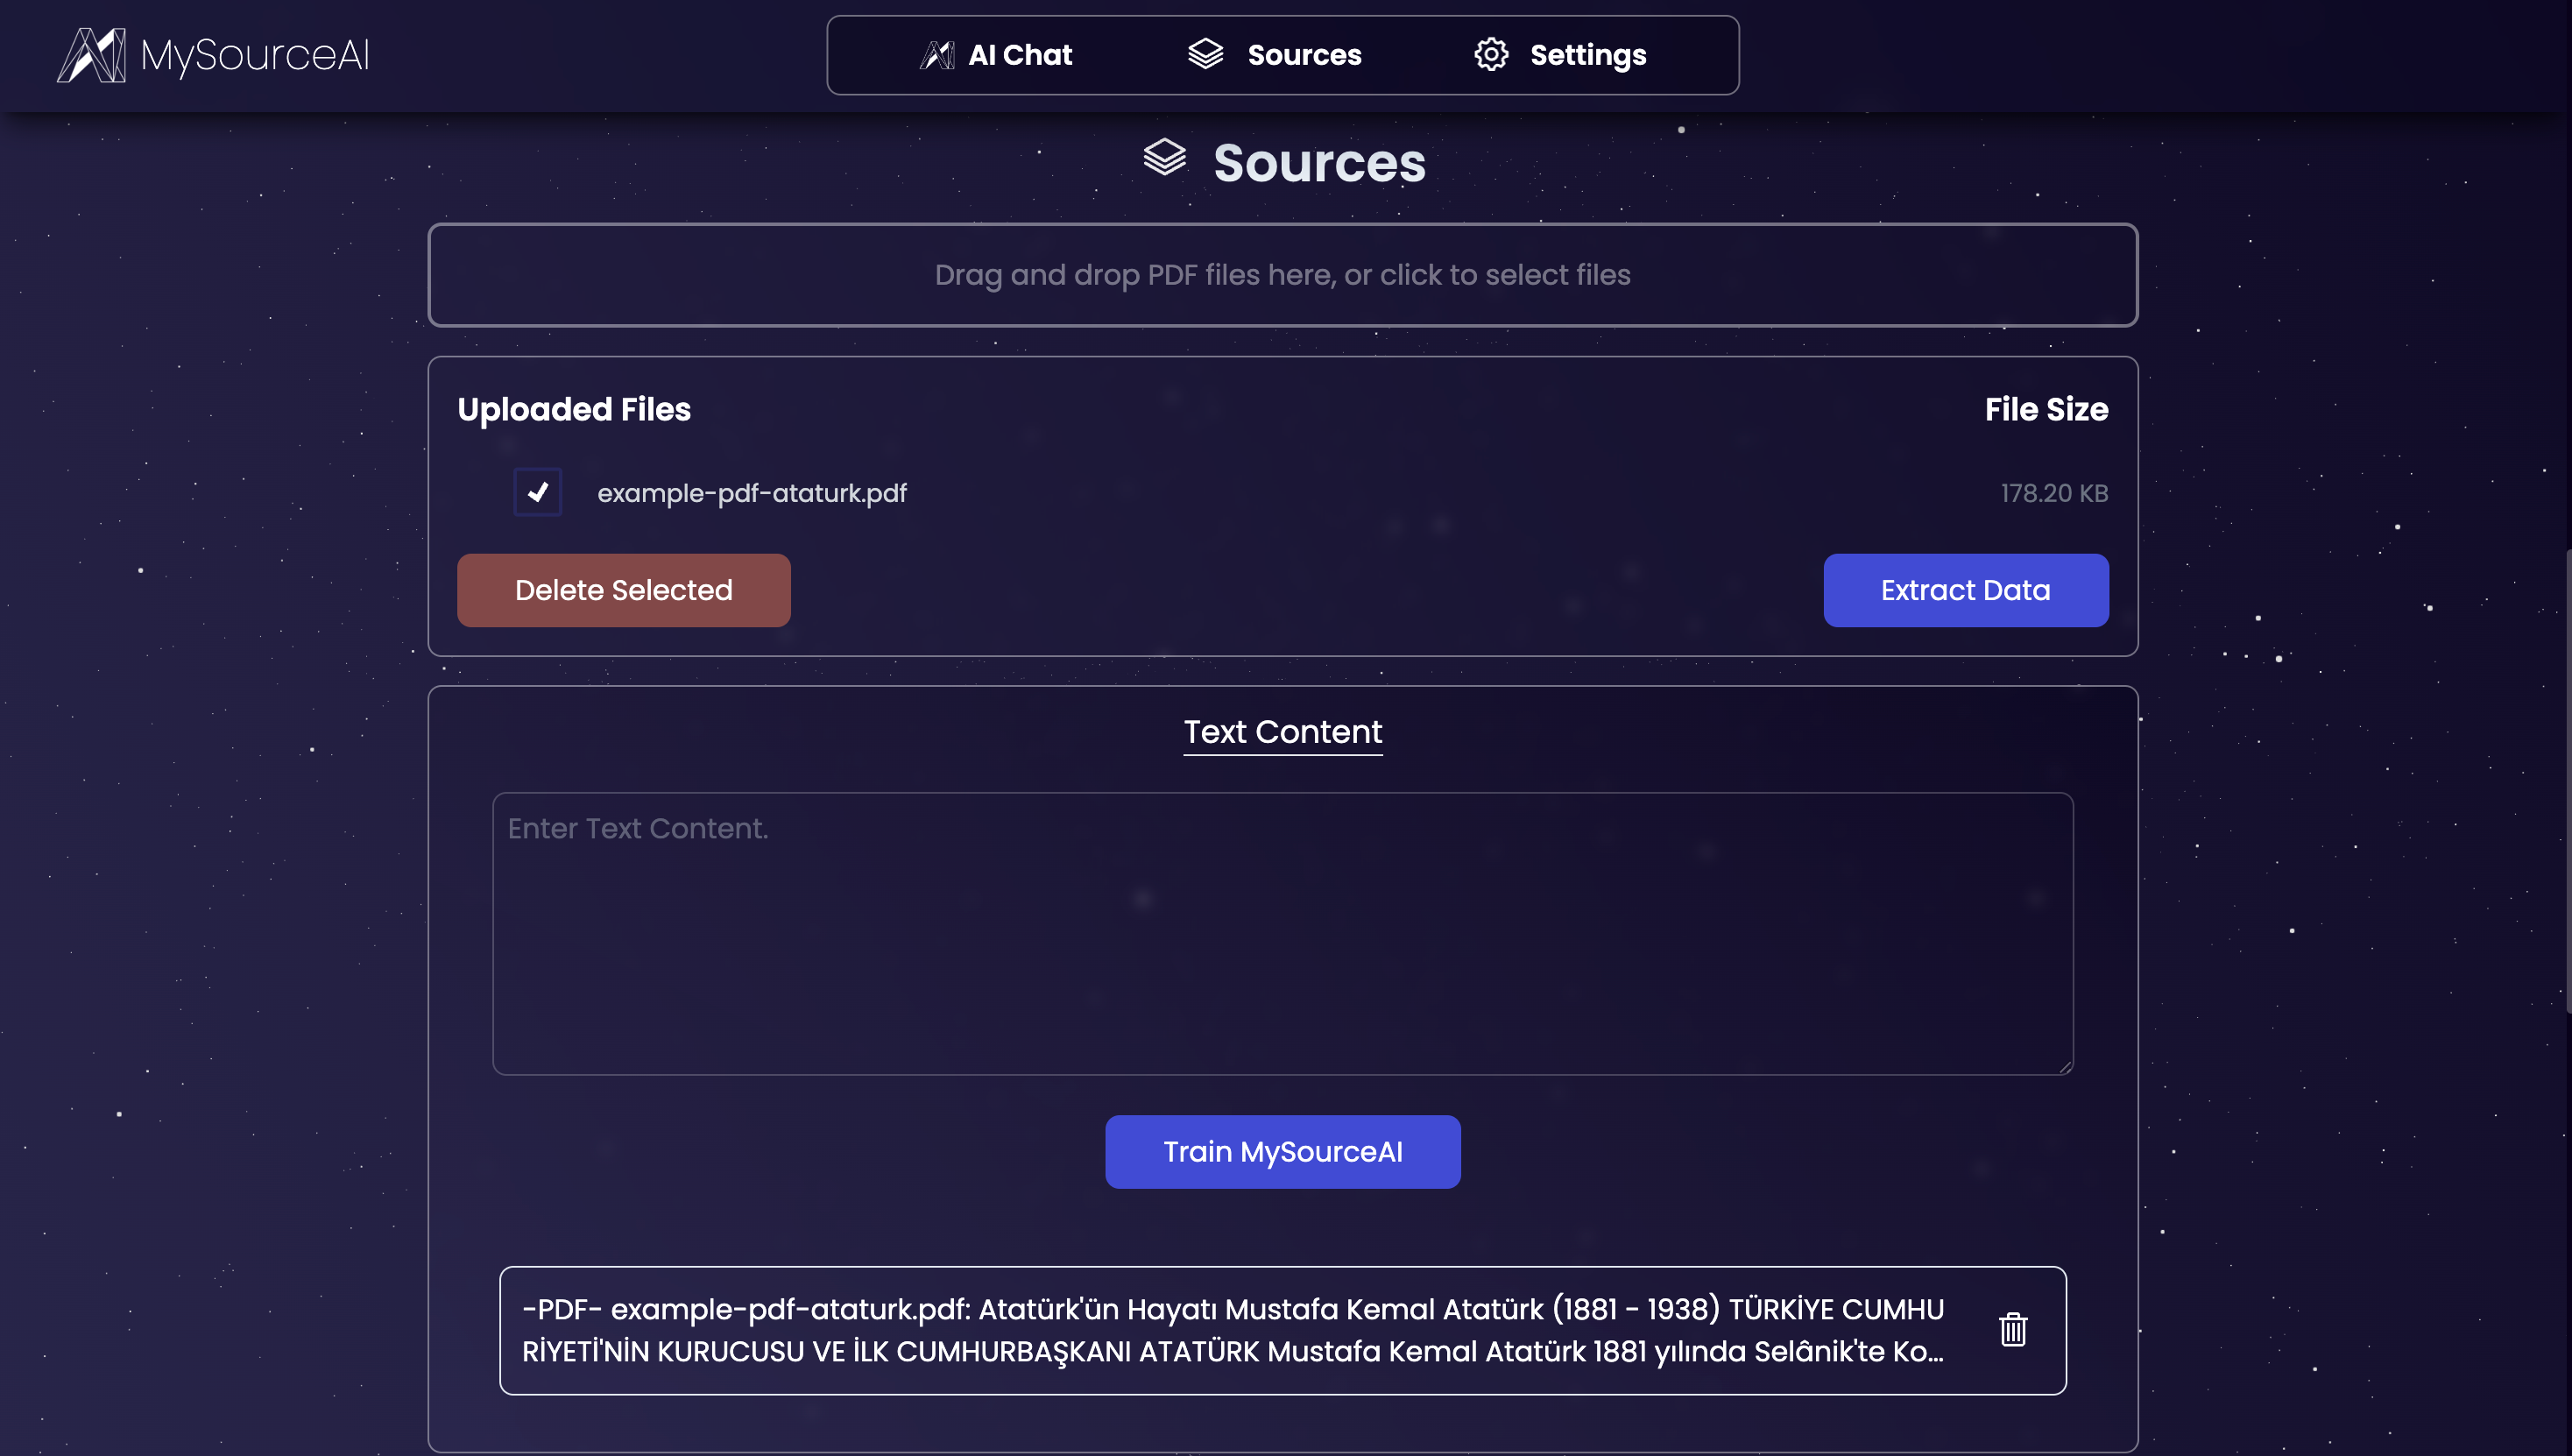 MySourceAI
AI Chat
Sources
Settings
Sources
Drag and drop PDF files here, or click to select files
Uploaded Files
File Size
example-pdf-ataturk.pdf
178.20 KB
Delete Selected
Extract Data
Text Content
Enter Text Content.
Train MySourceAI
-PDF- example-pdf-ataturk.pdf: Atatürk'ün Hayatı Mustafa Kemal Atatürk (1881 - 1938) TÜRKİYE CUMHU
RİYETİ'NİN KURUCUSU VE İLK CUMHURBAŞKANI ATATÜRK Mustafa Kemal Atatürk 1881 yılında Selânik'te Ko...